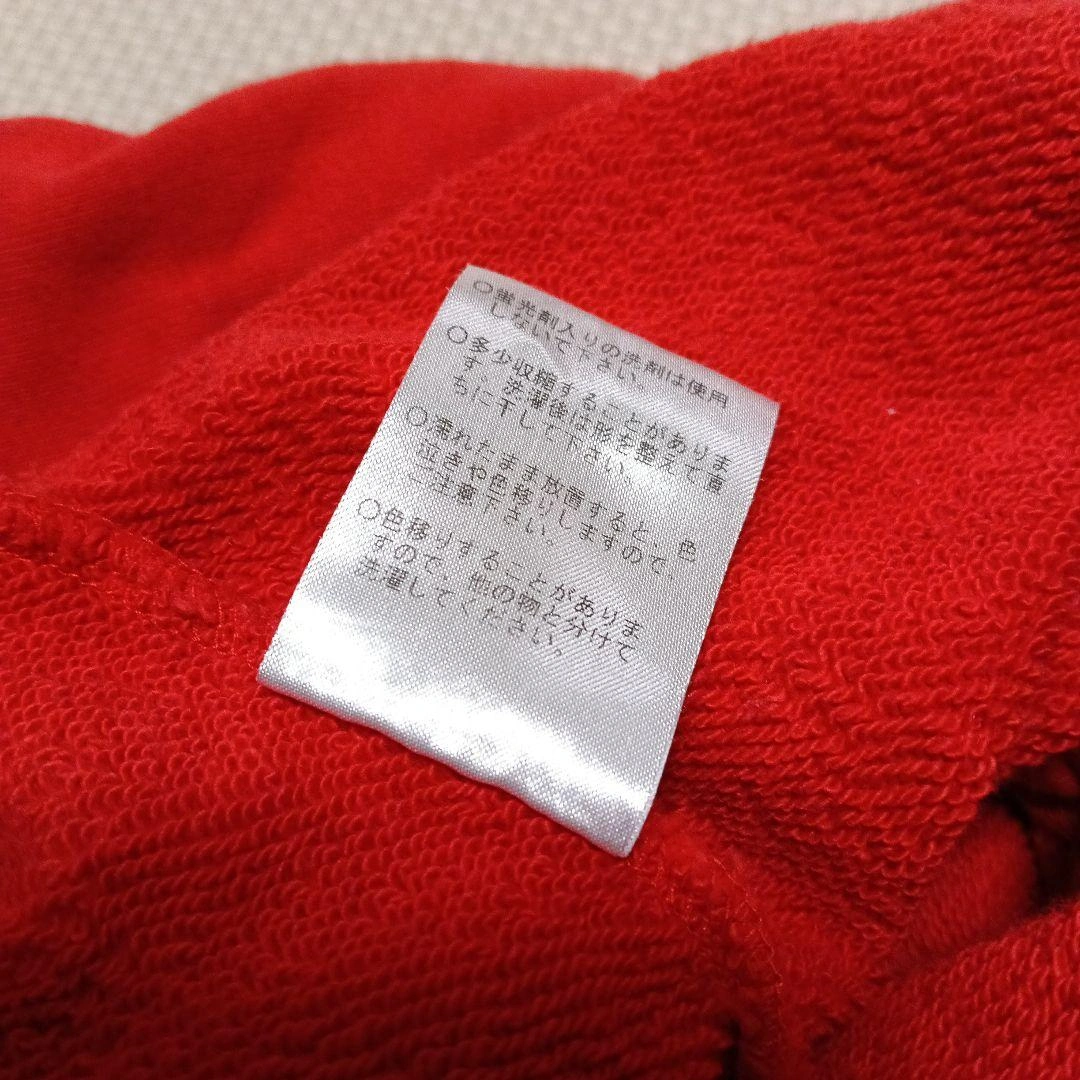 ○蛍光剤入りの洗剤は使用
しないで下さい。
○多少収縮することがありま
す。洗濯後は形を整えて直
ちに干して下さい。
○濡れたまま放置すると、色
泣きや色移りしますので、
ご注意下さい。
○色移りすることがありま
すので、他の物と分けて
洗濯してください。